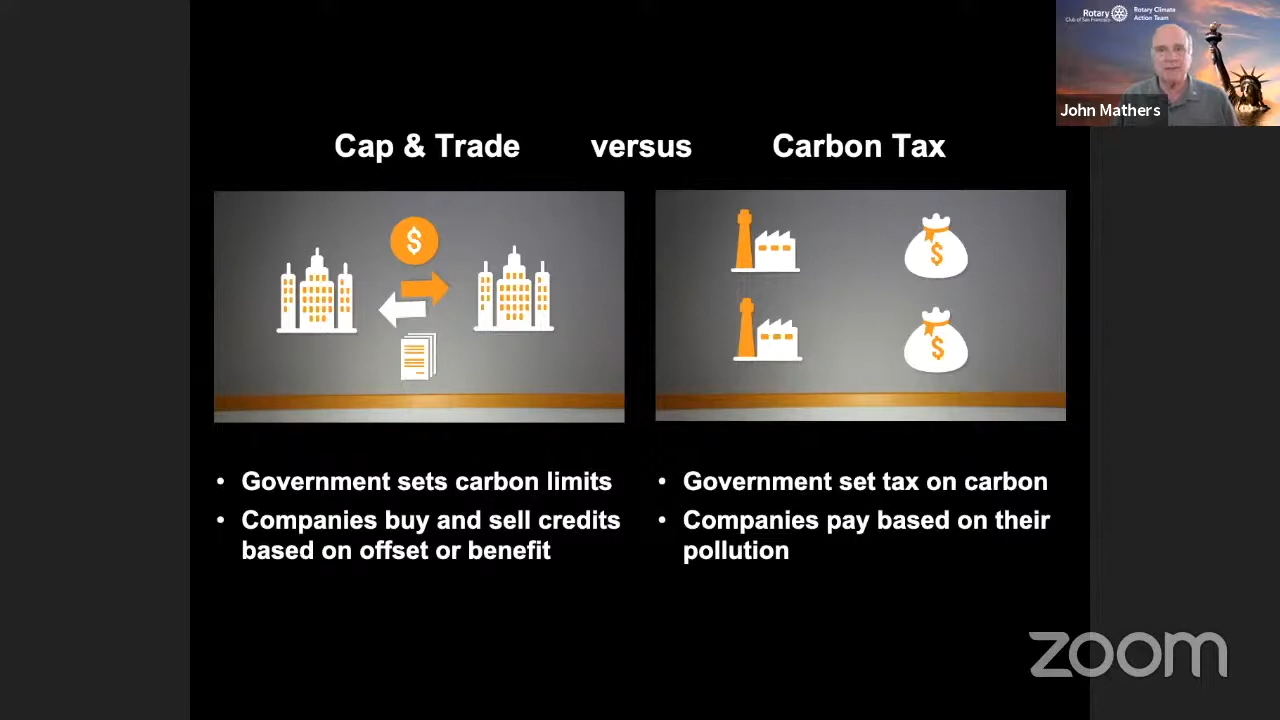 Rotary
Club of San Francisco
Rotary Climate
Action Team
John Mathers
Cap & Trade versus Carbon Tax
$
$
$
• Government sets carbon limits
• Companies buy and sell credits
based on offset or benefit
• Government set tax on carbon
• Companies pay based on their
pollution
zoom